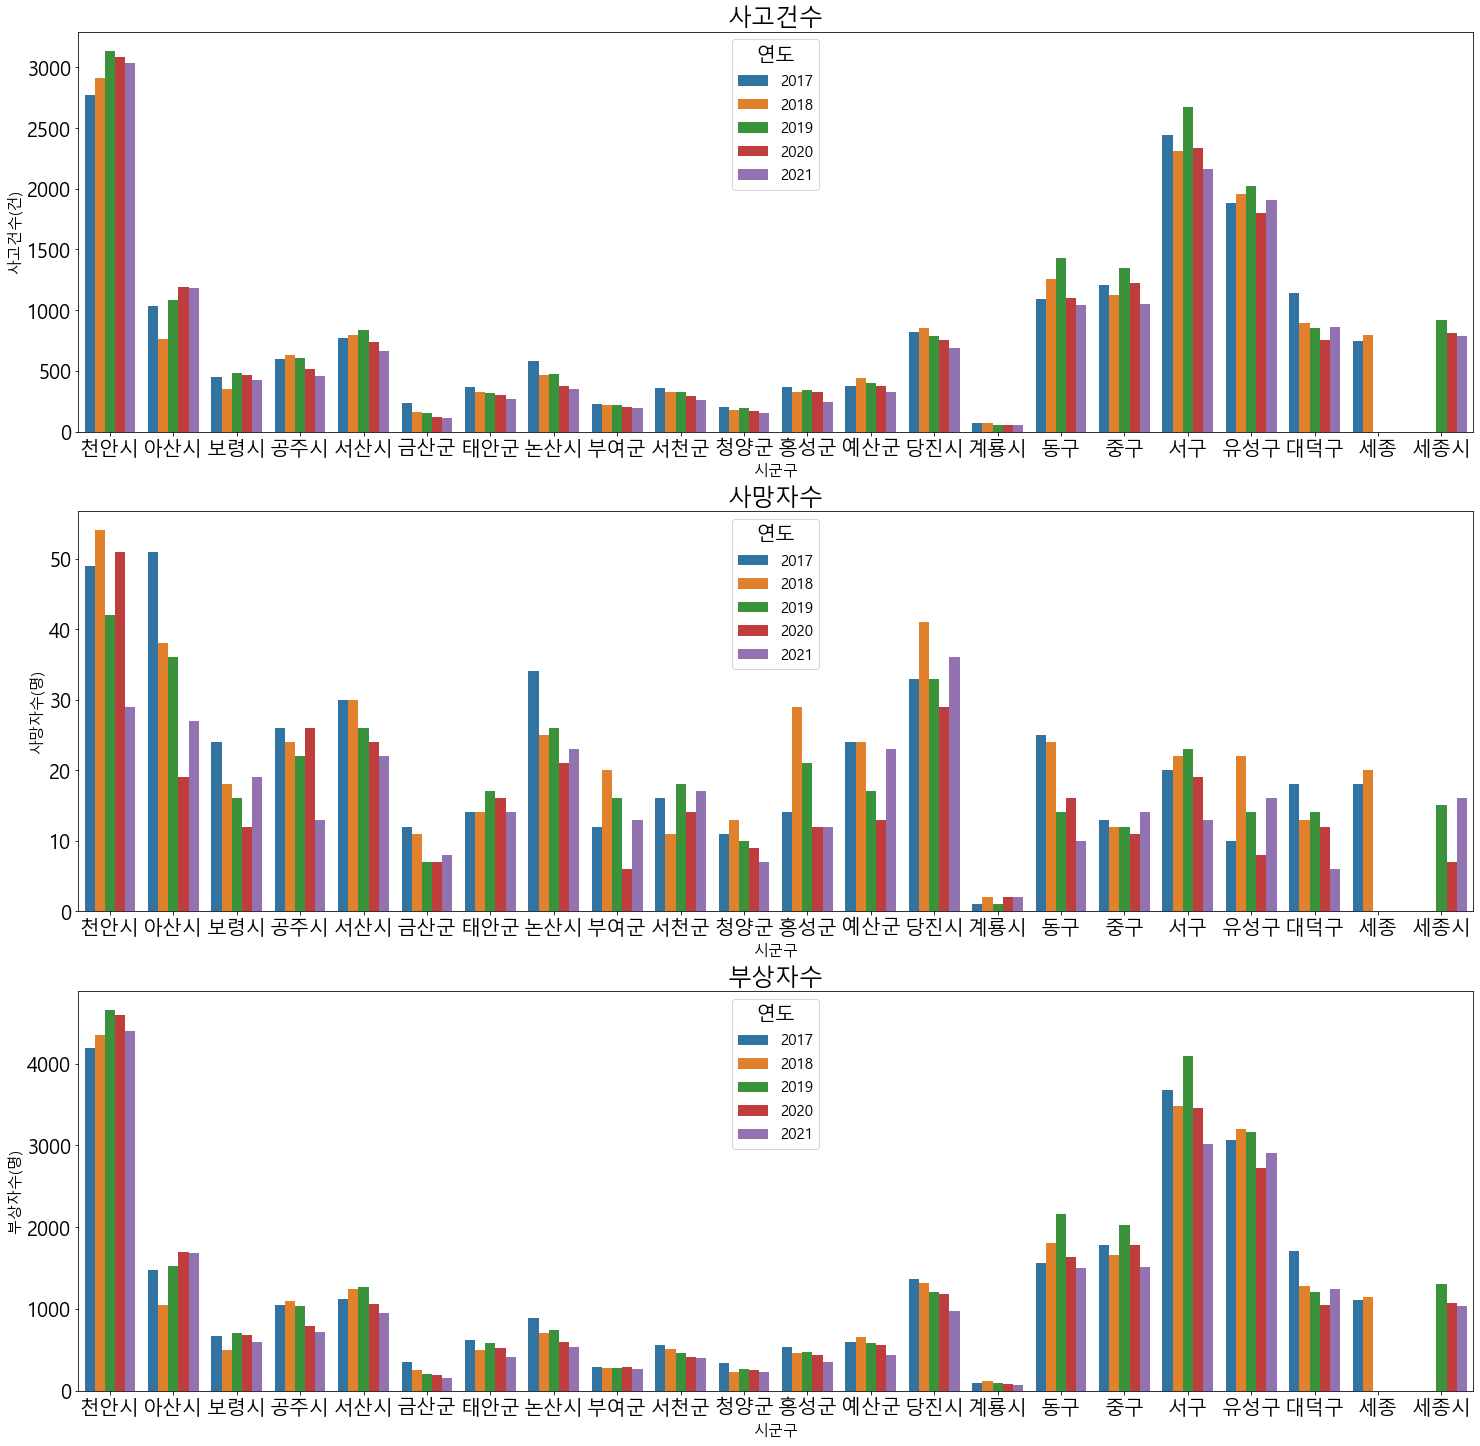 사고건수
사고건수(건)
3000
2500
2000
1500
1000
500
0
연도
2017
2018
2019
2020
2021
천안시 아산시 보령시 공주시 서산시 금산군 태안군 논산시 부여군 서천군 청양군 홍성군 예산군 당진시 계룡시 동구 중구 서구 유성구 대덕구 세종 세종시
시군구
사망자수
사망자수(명)
50
40
30
20
10
0
연도
2017
2018
2019
2020
2021
천안시 아산시 보령시 공주시 서산시 금산군 태안군 논산시 부여군 서천군 청양군 홍성군 예산군 당진시 계룡시 동구 중구 서구 유성구 대덕구 세종 세종시
시군구
부상자수
부상자수(명)
4000
3000
2000
1000
0
연도
2017
2018
2019
2020
2021
천안시 아산시 보령시 공주시 서산시 금산군 태안군 논산시 부여군 서천군 청양군 홍성군 예산군 당진시 계룡시 동구 중구 서구 유성구 대덕구 세종 세종시
시군구